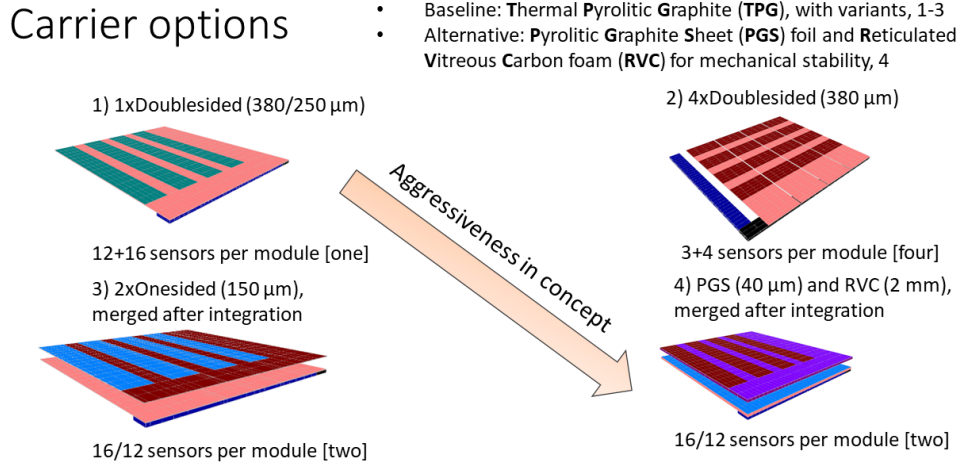 Carrier options
• Baseline: Thermal Pyrolitic Graphite (TPG), with variants, 1-3
• Alternative: Pyrolitic Graphite Sheet (PGS) foil and Reticulated
Vitreous Carbon foam (RVC) for mechanical stability, 4
1) 1xDoublesided (380/250 µm)
2) 4xDoublesided (380 µm)
Aggressiveness in concept
12+16 sensors per module [one]
3+4 sensors per module [four]
3) 2xOnesided (150 µm),
merged after integration
4) PGS (40 µm) and RVC (2 mm),
merged after integration
16/12 sensors per module [two]
16/12 sensors per module [two]